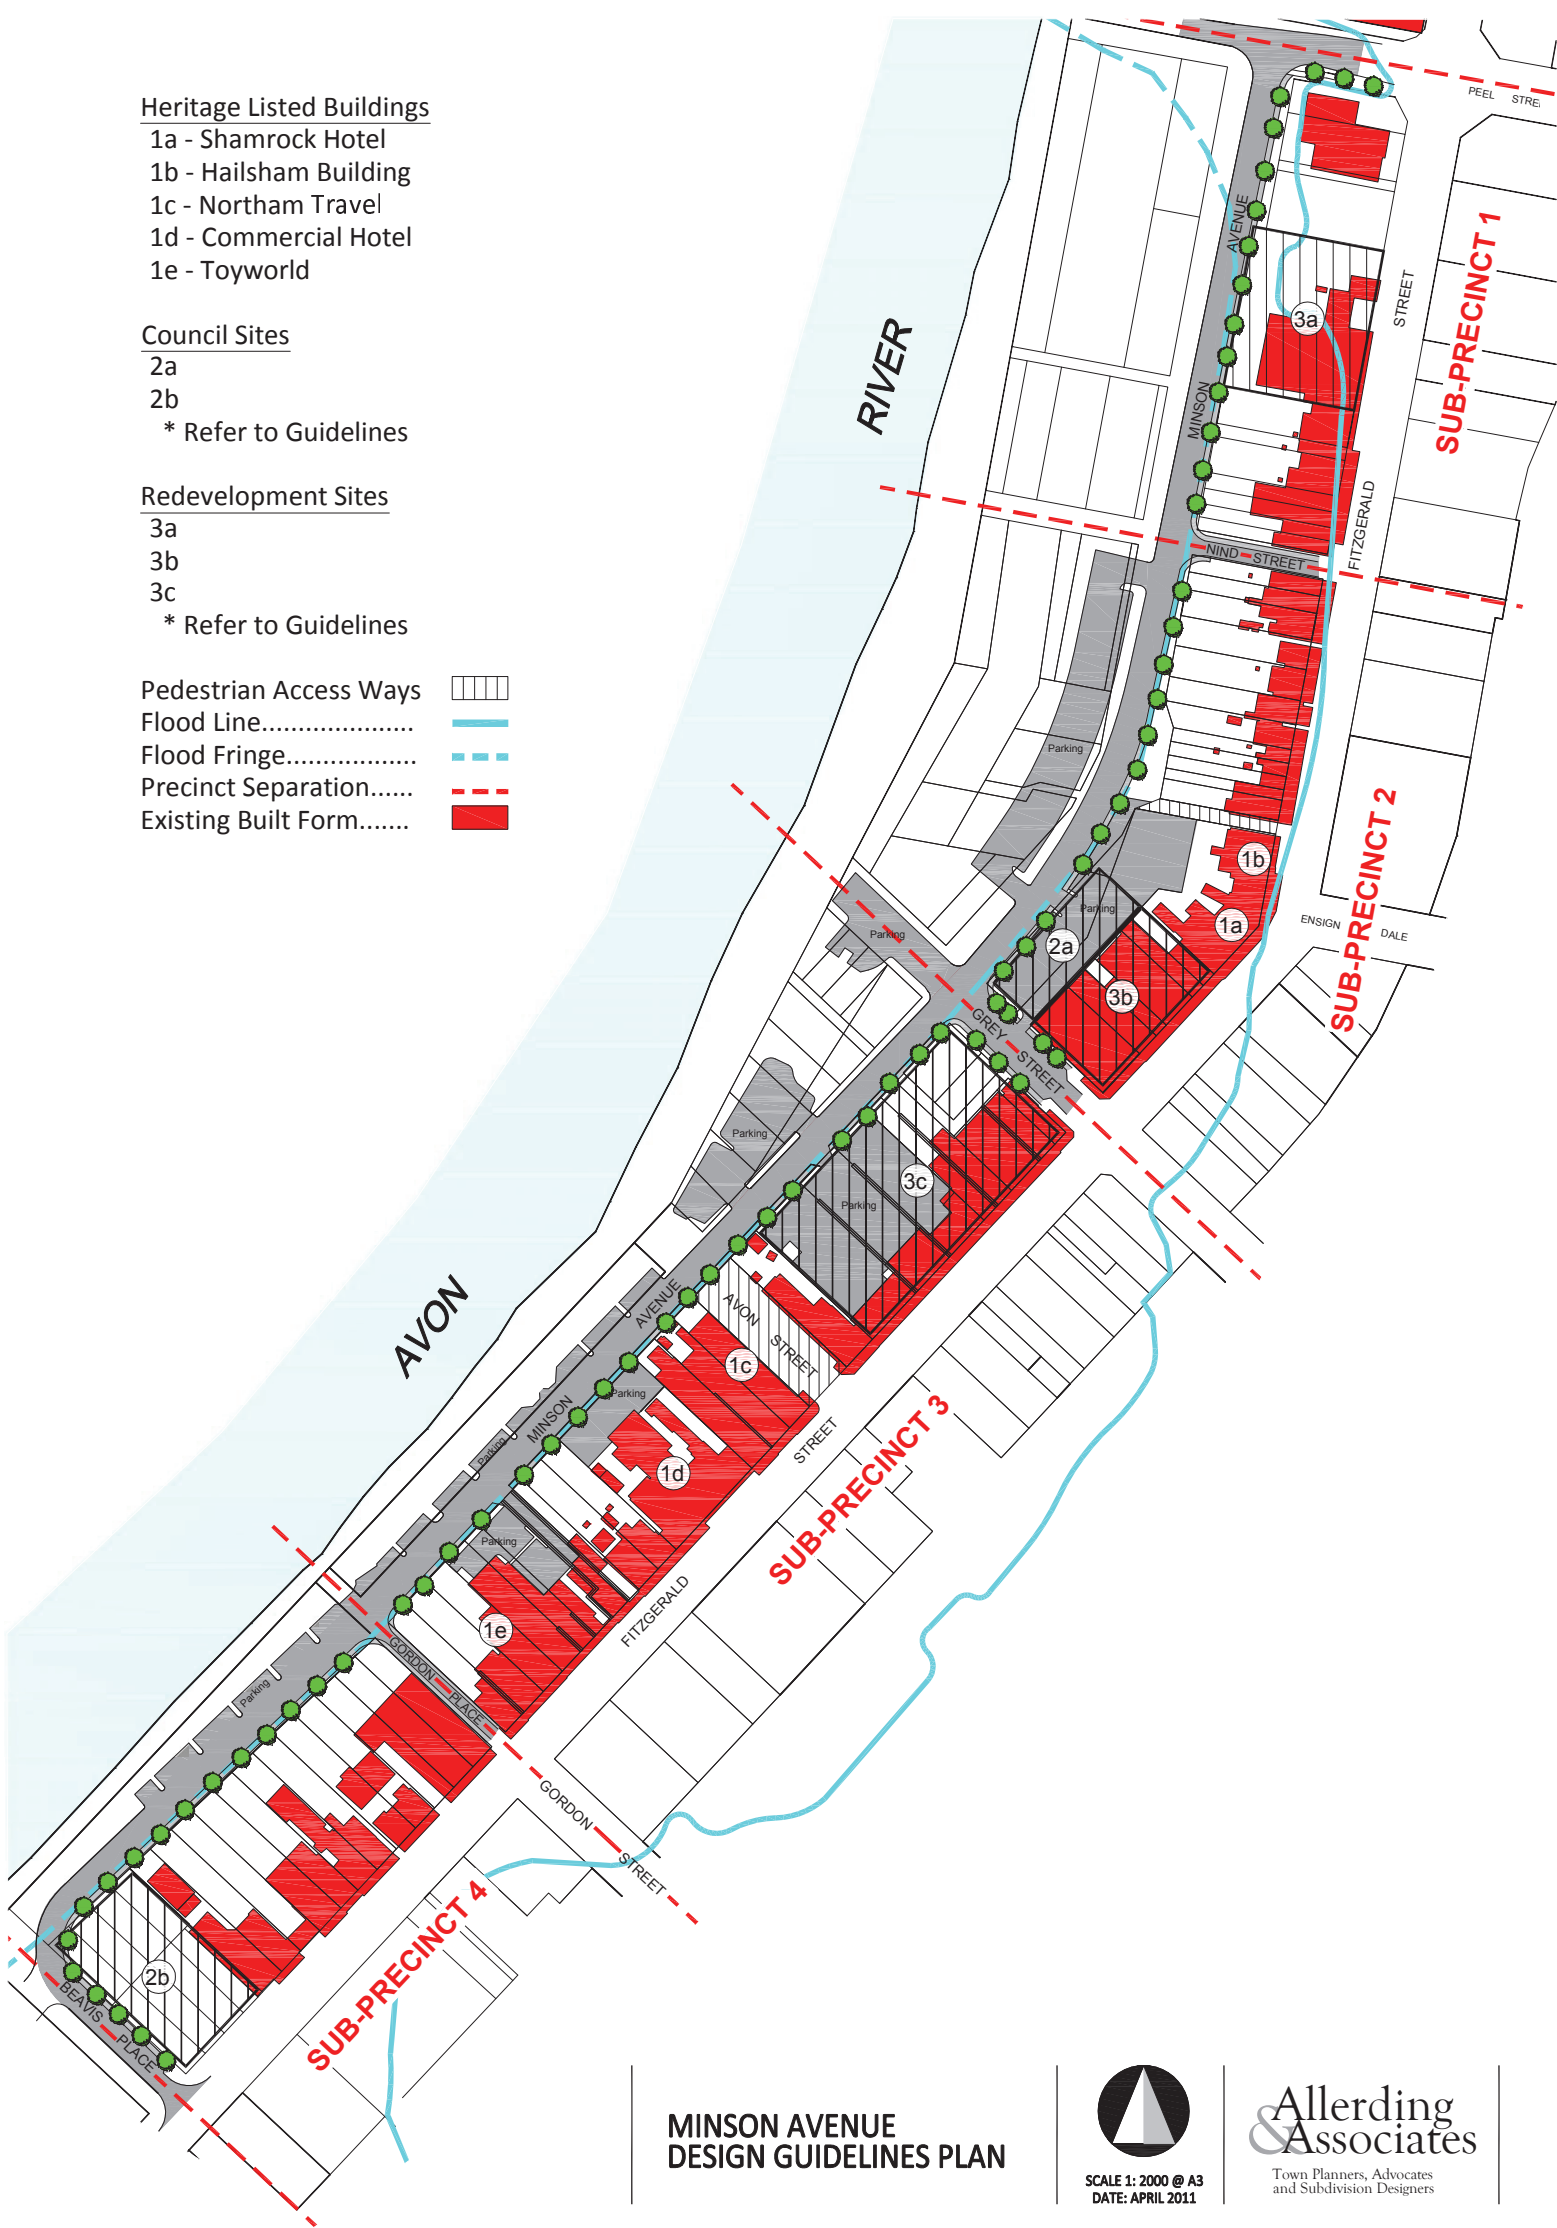 Heritage Listed Buildings
1a - Shamrock Hotel
1b - Hailsham Building
1c - Northam Travel
1d - Commercial Hotel
1e - Toyworld
Council Sites
2a
2b
* Refer to Guidelines
Redevelopment Sites
3a
3b
3c
* Refer to Guidelines
Pedestrian Access Ways
Flood Line.....................
Flood Fringe..................
Precinct Separation......
Existing Built Form.......
PEEL STRE
AVENUE
SUB-PRECINCT 1
STREET
3a
RIVER
MINSON
FITZGERALD
NIND STREET
Parking
SUB-PRECINCT 2
1b
Parking
1a
ENSIGN DALE
Parking
2a
3b
GREY STREET
Parking
3c
Parking
AVON
AVENUE
AVON STREET
1c
Parking
MINSON
STREET
SUB-PRECINCT 3
Parking
1d
Parking
FITZGERALD
1e
GORDON PLACE
Parking
GORDON STREET
SUB-PRECINCT 4
2b
BEAVIS PLACE
MINSON AVENUE
DESIGN GUIDELINES PLAN
SCALE 1: 2000 @ A3
DATE: APRIL 2011
Allerding
& Associates
Town Planners, Advocates
and Subdivision Designers